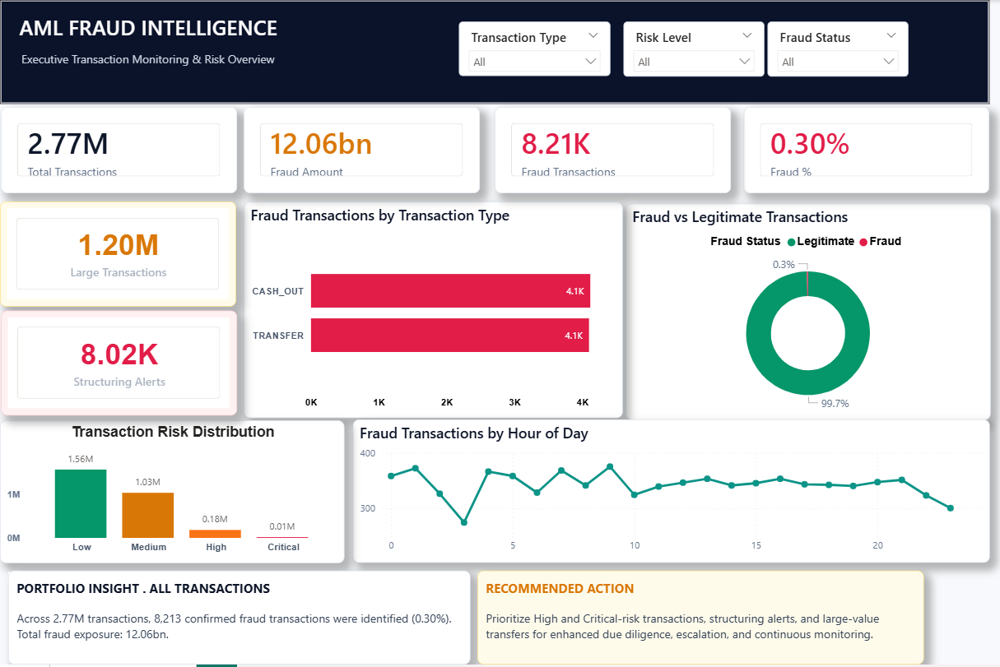 AML FRAUD INTELLIGENCE
Executive Transaction Monitoring & Risk Overview
Transaction Type
All
Risk Level
All
Fraud Status
All
2.77M
Total Transactions
12.06bn
Fraud Amount
8.21K
Fraud Transactions
0.30%
Fraud %
1.20M
Large Transactions
8.02K
Structuring Alerts
Fraud Transactions by Transaction Type
CASH_OUT
4.1K
TRANSFER
4.1K
0K 1K 2K 3K 4K
Fraud vs Legitimate Transactions
Fraud Status Legitimate Fraud
0.3%
99.7%
Transaction Risk Distribution
1.56M
1.03M
0.18M
0.01M
1M
0M
Low Medium High Critical
Fraud Transactions by Hour of Day
400
300
0 5 10 15 20
PORTFOLIO INSIGHT . ALL TRANSACTIONS
Across 2.77M transactions, 8,213 confirmed fraud transactions were identified (0.30%).
Total fraud exposure: 12.06bn.
RECOMMENDED ACTION
Prioritize High and Critical-risk transactions, structuring alerts, and large-value
transfers for enhanced due diligence, escalation, and continuous monitoring.